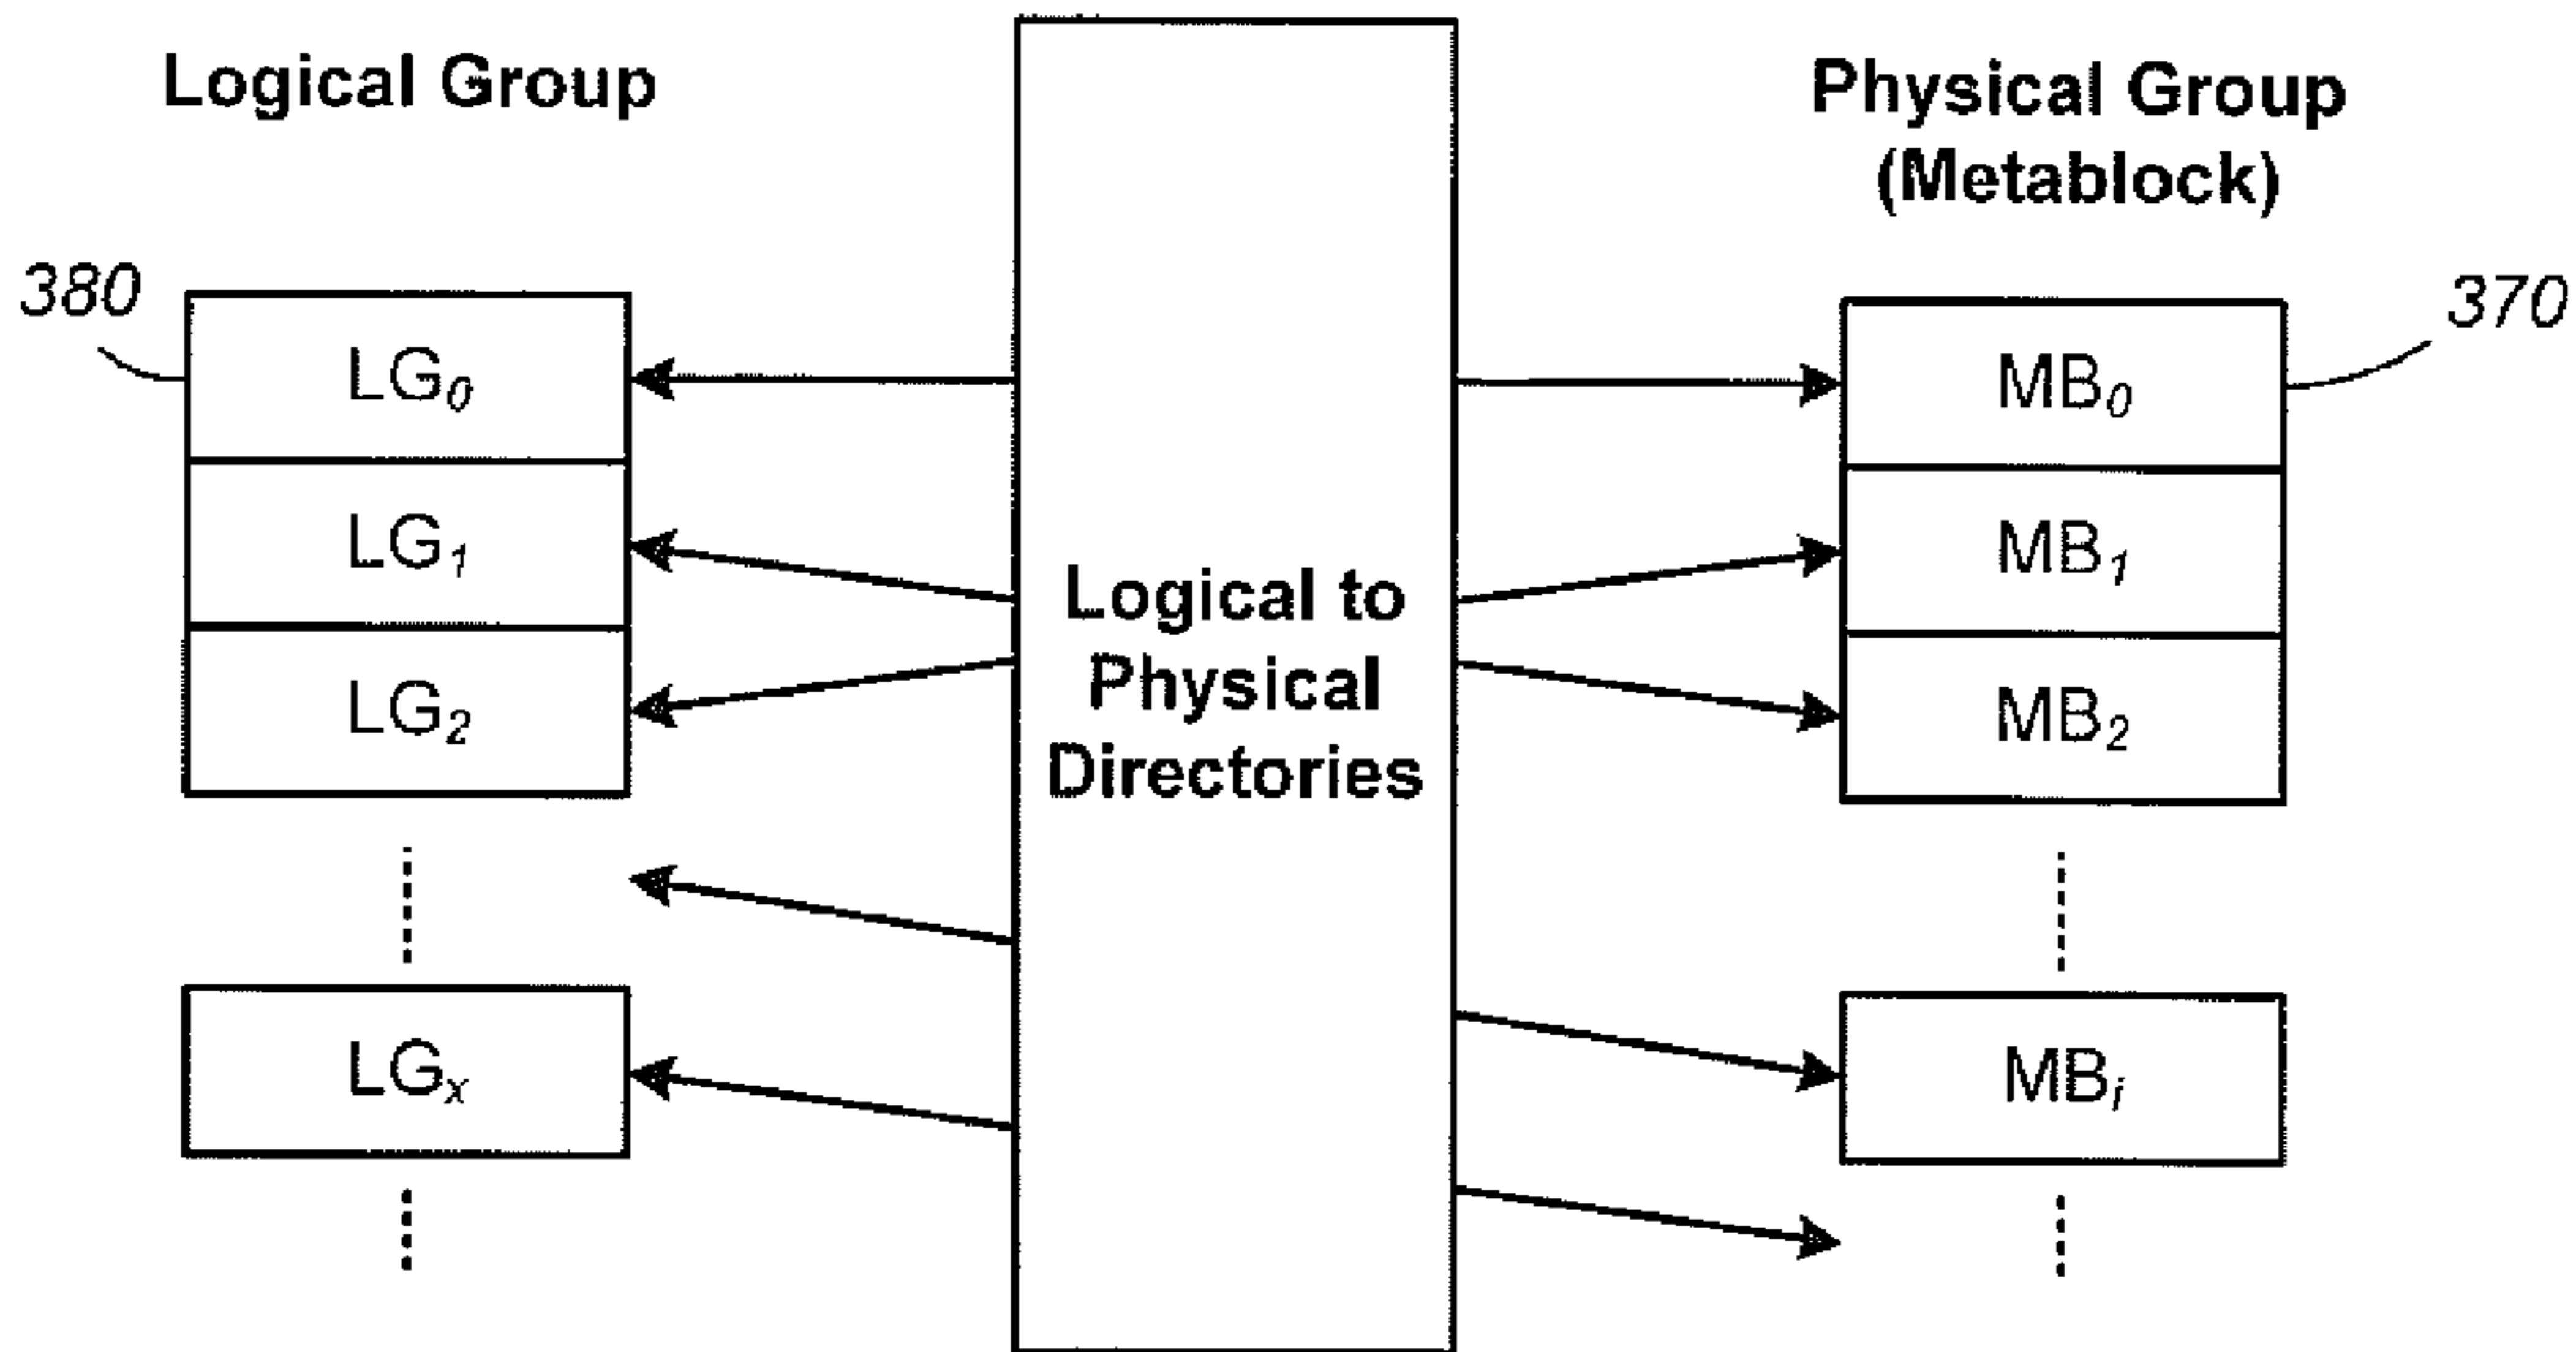 Logical Group
Physical Group
(Metablock)
380
370
LG0
LG1
LG2
LGx
Logical to
Physical
Directories
MB0
MB1
MB2
MBi